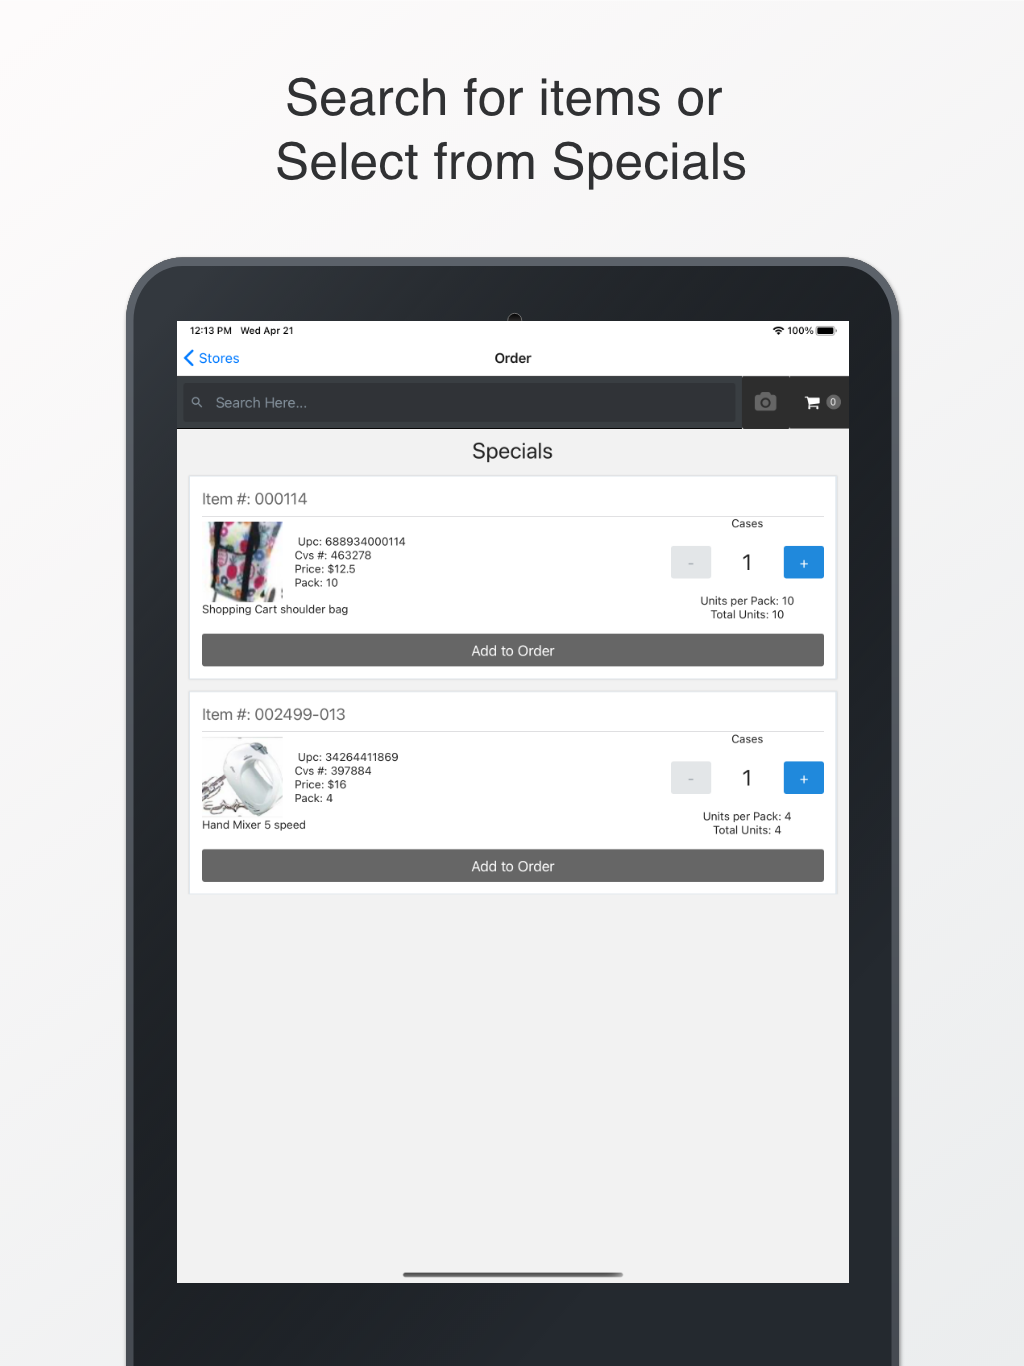 Search for items or
Select from Specials
12:13 PM Wed Apr 21
100%
Stores
Order
Search Here...
0
Specials
Item #: 000114
Upc: 688934000114
Cvs #: 463278
Price: $12.5
Pack: 10
Shopping Cart shoulder bag
Cases
- 1 +
Units per Pack: 10
Total Units: 10
Add to Order
Item #: 002499-013
Upc: 34264411869
Cvs #: 397884
Price: $16
Pack: 4
Hand Mixer 5 speed
Cases
- 1 +
Units per Pack: 4
Total Units: 4
Add to Order